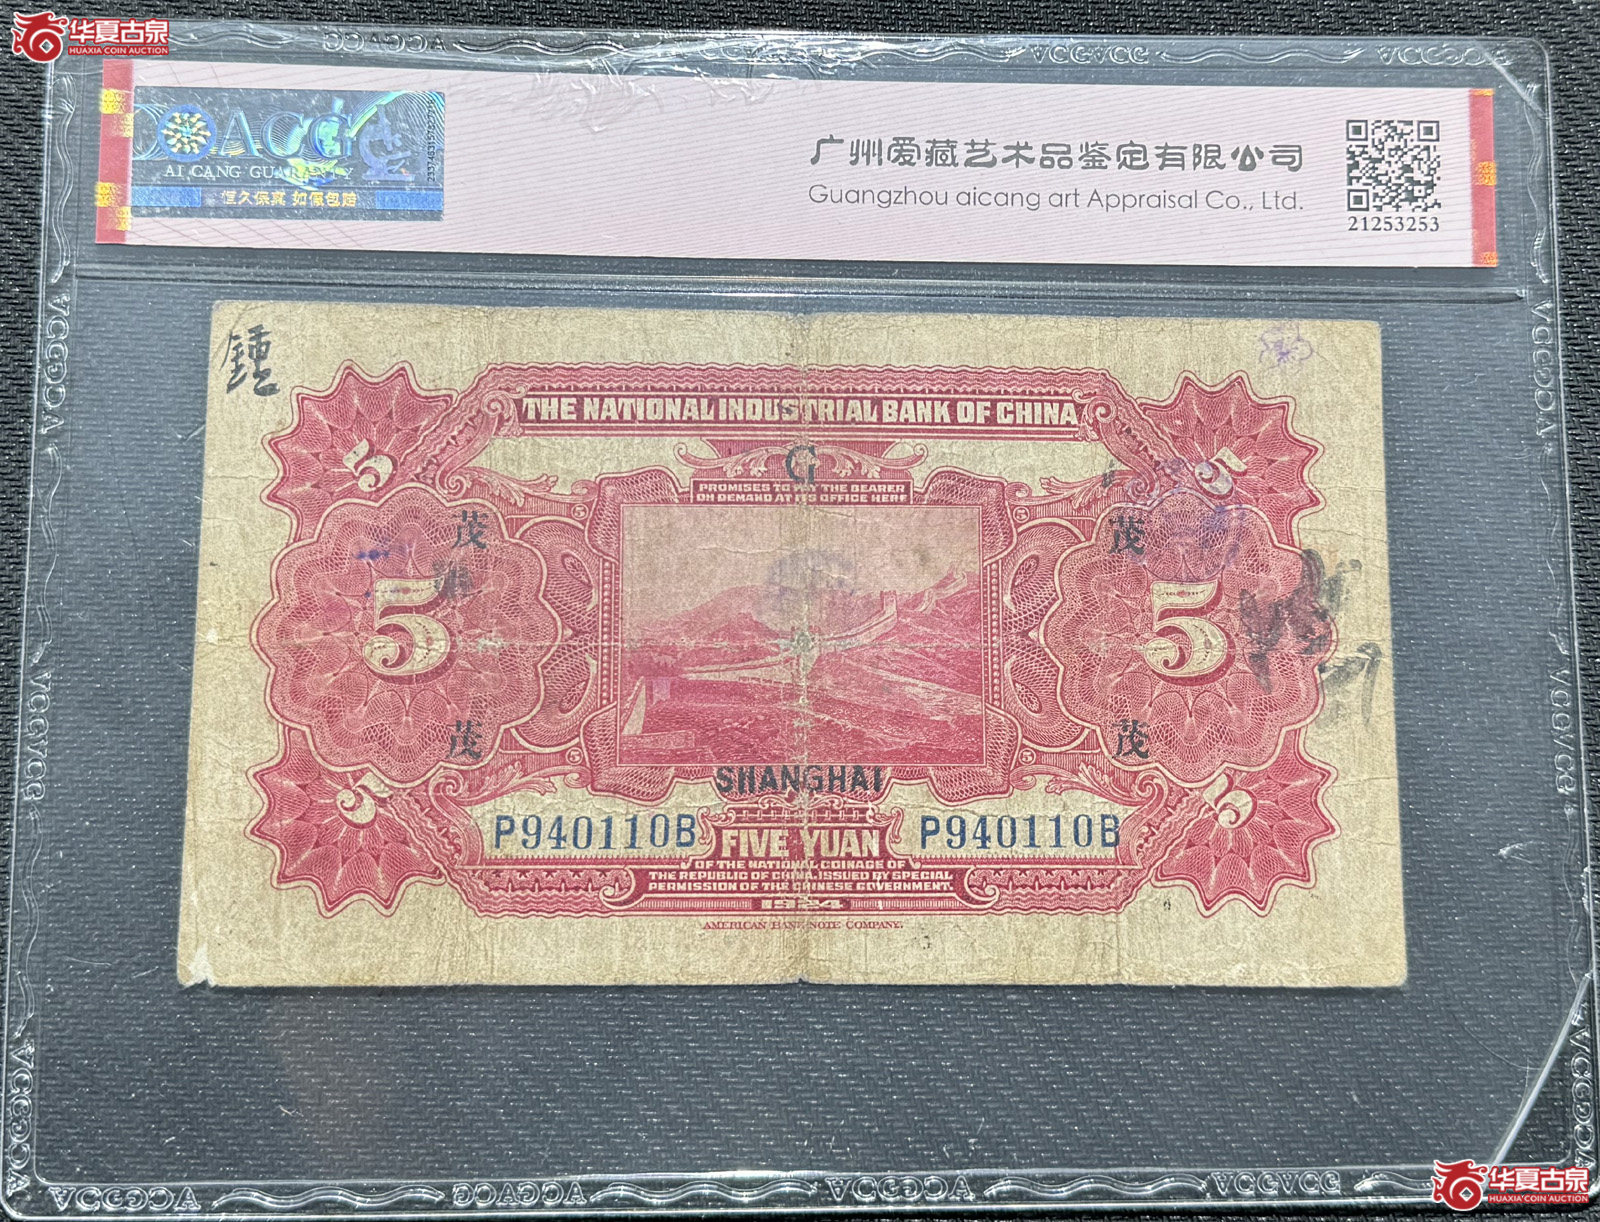 华夏古泉
HUAXIA COIN AUCTION
ACG
AI CANG GUARANTY
恒久保真 如假包赔
广州爱藏艺术品鉴定有限公司
Guangzhou aicang art Appraisal Co., Ltd.
21253253
鍾
THE NATIONAL INDUSTRIAL BANK OF CHINA
G
PROMISES TO PAY THE BEARER
ON DEMAND AT ITS OFFICE HERE
5 5
茂 茂
5 5
茂 茂
SHANGHAI
5 5
P940110B P940110B
FIVE YUAN
OF THE NATIONAL COINAGE OF
THE REPUBLIC OF CHINA, ISSUED BY SPECIAL
PERMISSION OF THE CHINESE GOVERNMENT.
1924
AMERICAN BANK NOTE COMPANY.
华夏古泉
HUAXIA COIN AUCTION